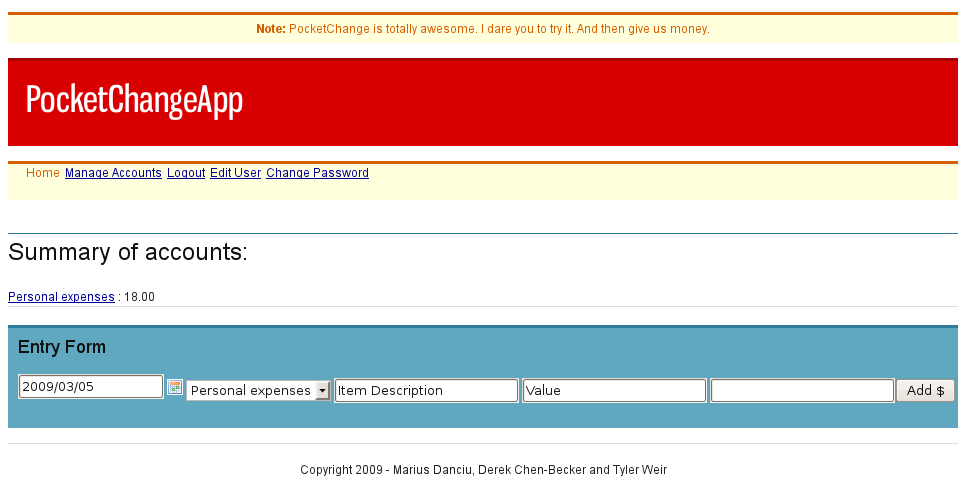 Note: PocketChange is totally awesome. I dare you to try it. And then give us money.
PocketChangeApp
Home Manage Accounts Logout Edit User Change Password
Summary of accounts:
Personal expenses : 18.00
Entry Form
2009/03/05 Personal expenses Item Description Value Add $
Copyright 2009 - Marius Danciu, Derek Chen-Becker and Tyler Weir